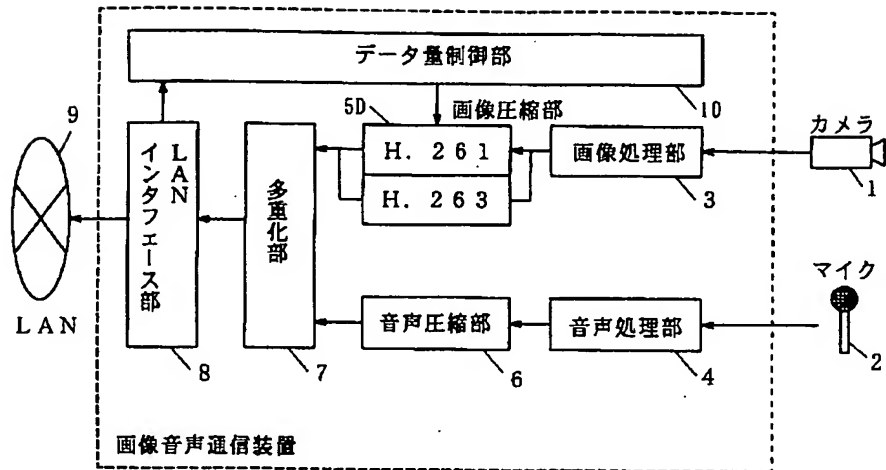 データ量制御部
10
5D
画像圧縮部
9
カメラ
1
H.261
H.263
画像処理部
3
LAN
インタフェース部
8
多重化部
7
LAN
マイク
2
音声圧縮部
6
音声処理部
4
画像音声通信装置